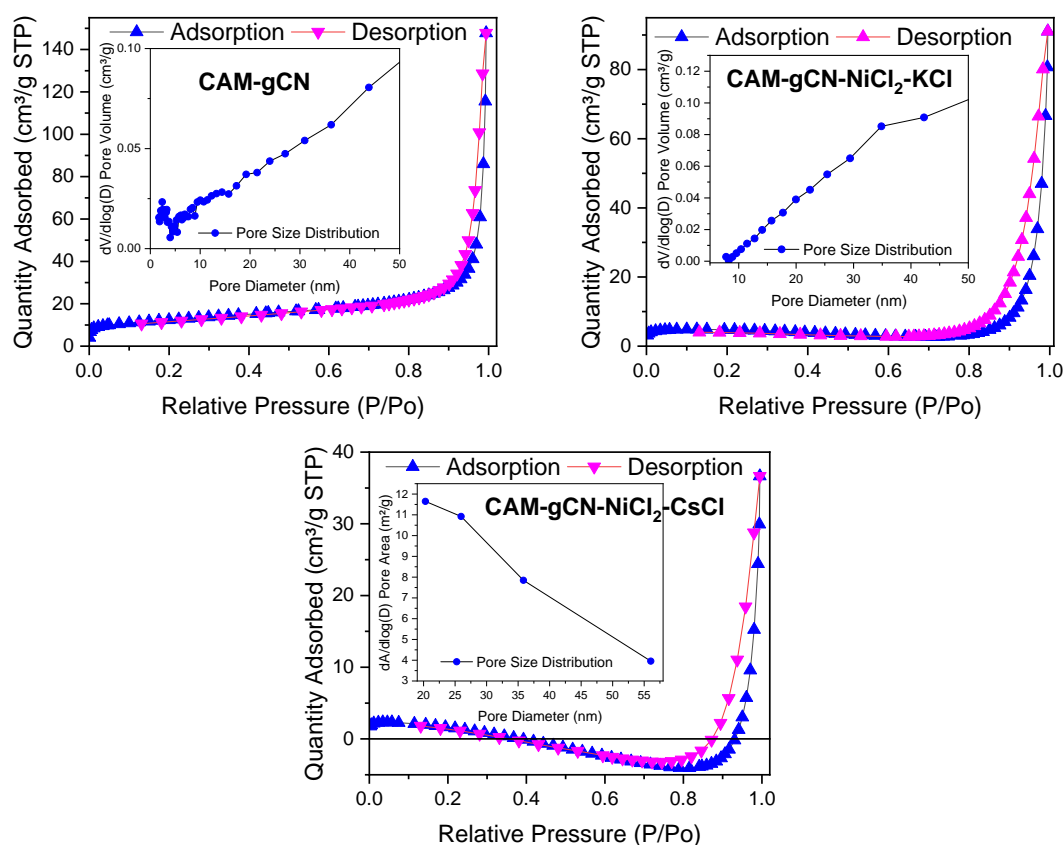 Adsorption Desorption
CAM-gCN
dV/dlog(D) Pore Volume (cm³/g)
0.10
0.05
0.00
0 10 20 30 40 50
Pore Size Distribution
Pore Diameter (nm)
Quantity Adsorbed (cm³/g STP)
140
120
100
80
60
40
20
0
0.0 0.2 0.4 0.6 0.8 1.0
Relative Pressure (P/Po)
Adsorption Desorption
CAM-gCN-NiCl₂-KCl
dV/dlog(D) Pore Volume (cm³/g)
0.12
0.10
0.08
0.06
0.04
0.02
0.00
10 20 30 40 50
Pore Size Distribution
Pore Diameter (nm)
Quantity Adsorbed (cm³/g STP)
80
60
40
20
0
0.0 0.2 0.4 0.6 0.8 1.0
Relative Pressure (P/Po)
Adsorption Desorption
CAM-gCN-NiCl₂-CsCl
dA/dlog(D) Pore Area (m²/g)
12
11
10
9
8
7
6
5
4
3
20 25 30 35 40 45 50 55
Pore Size Distribution
Pore Diameter (nm)
Quantity Adsorbed (cm³/g STP)
40
30
20
10
0
0.0 0.2 0.4 0.6 0.8 1.0
Relative Pressure (P/Po)